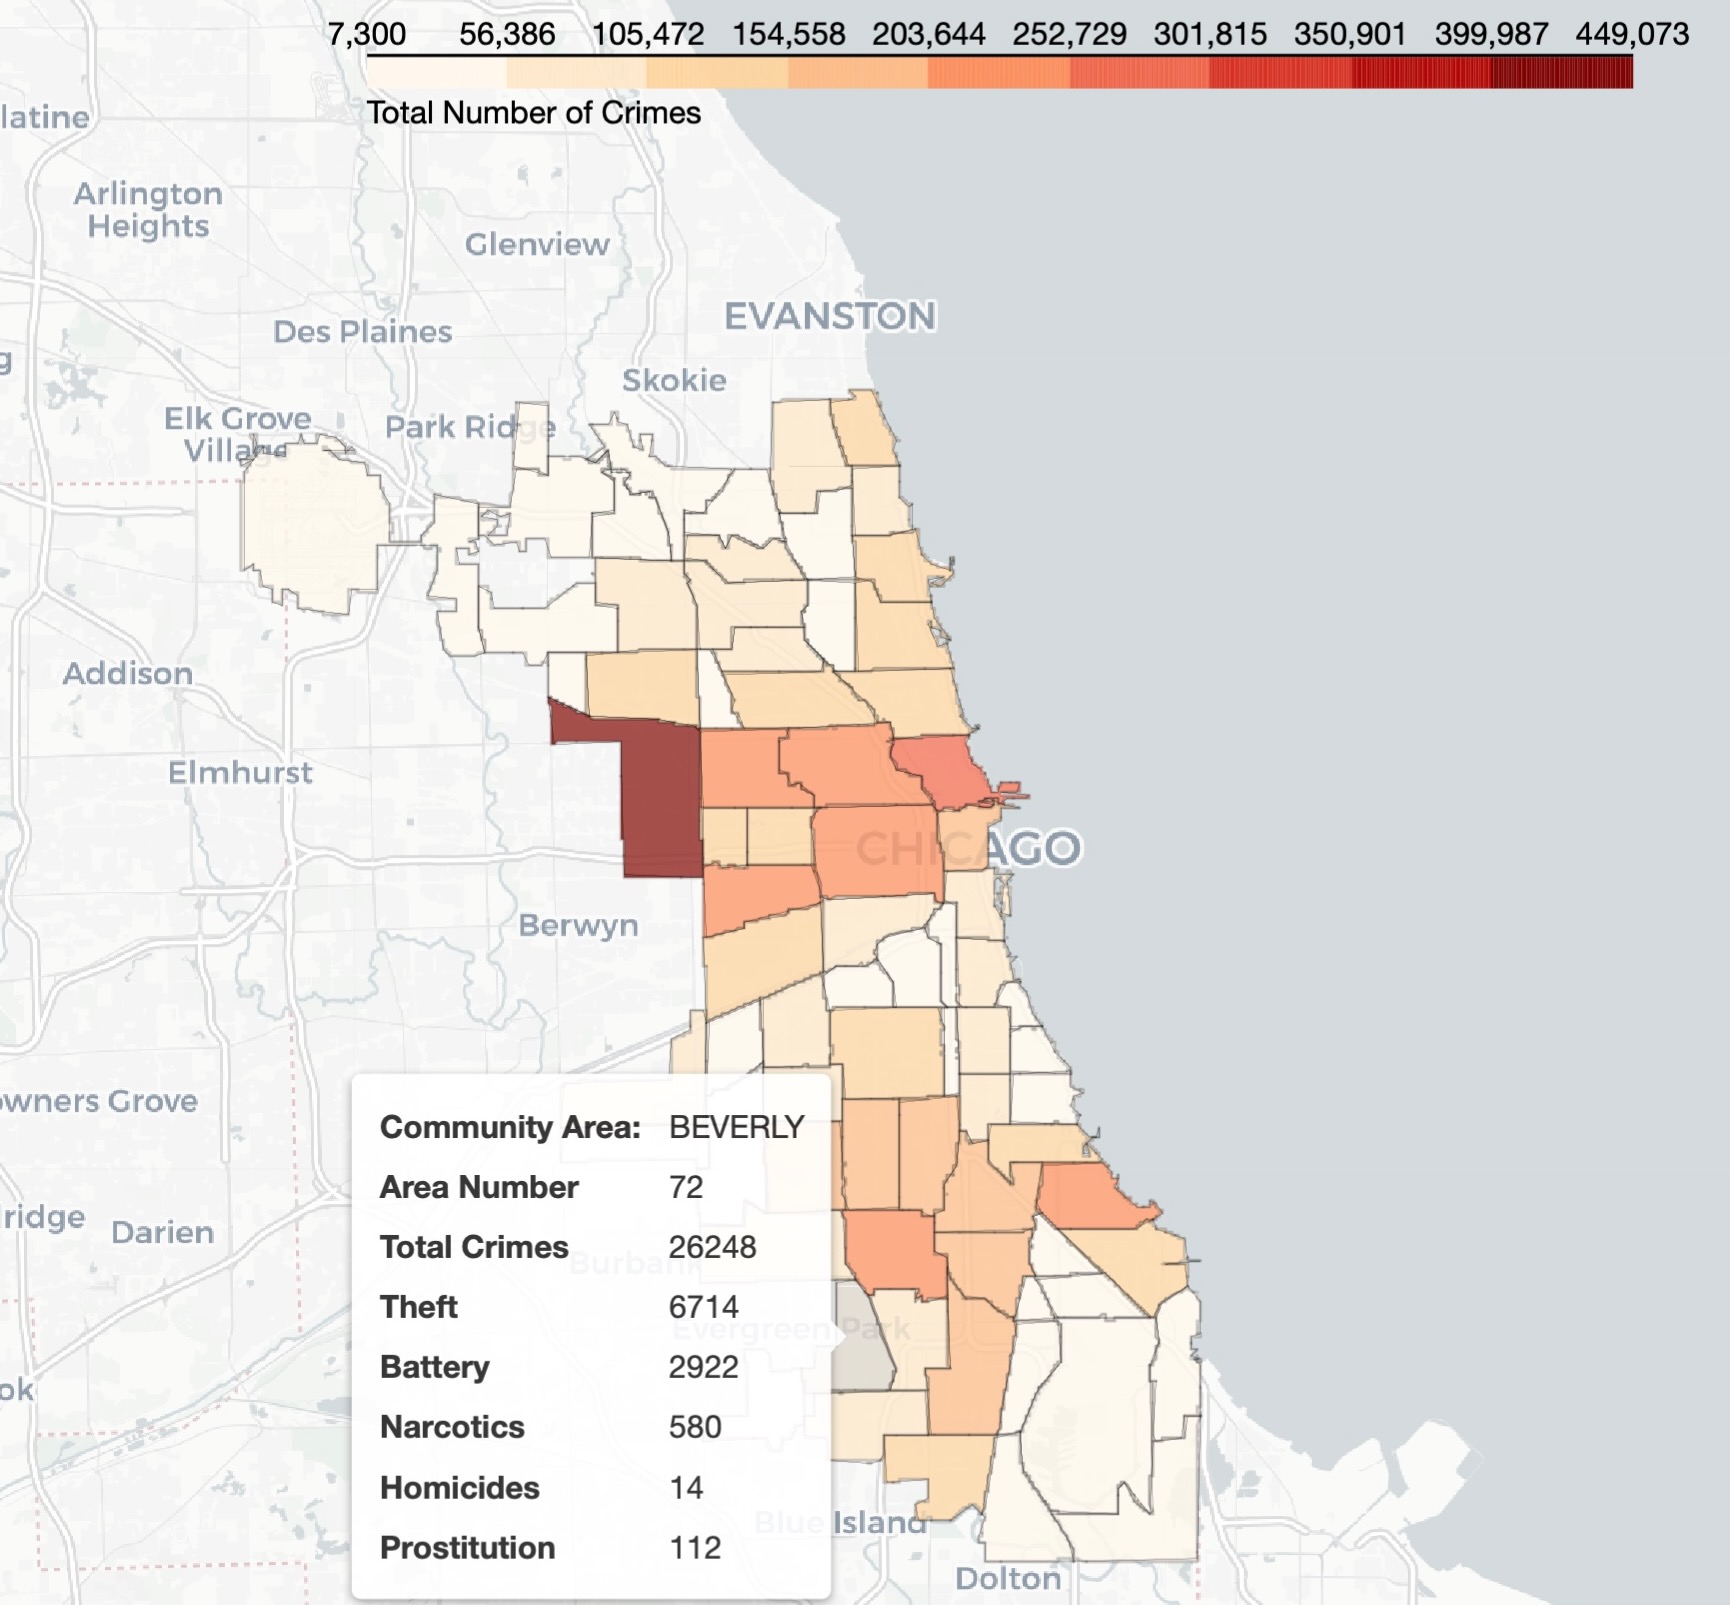 7,300 56,386 105,472 154,558 203,644 252,729 301,815 350,901 399,987 449,073
Total Number of Crimes
latine
Arlington
Heights
Glenview
EVANSTON
Des Plaines
g
Skokie
Elk Grove
Village
Park Ridge
Addison
Elmhurst
CHICAGO
Berwyn
owners Grove
Community Area: BEVERLY
Area Number 72
ridge
Darien
Total Crimes 26248
Burbank
Theft 6714
Evergreen Park
Battery 2922
ok
Narcotics 580
Homicides 14
Blue Island
Prostitution 112
Dolton